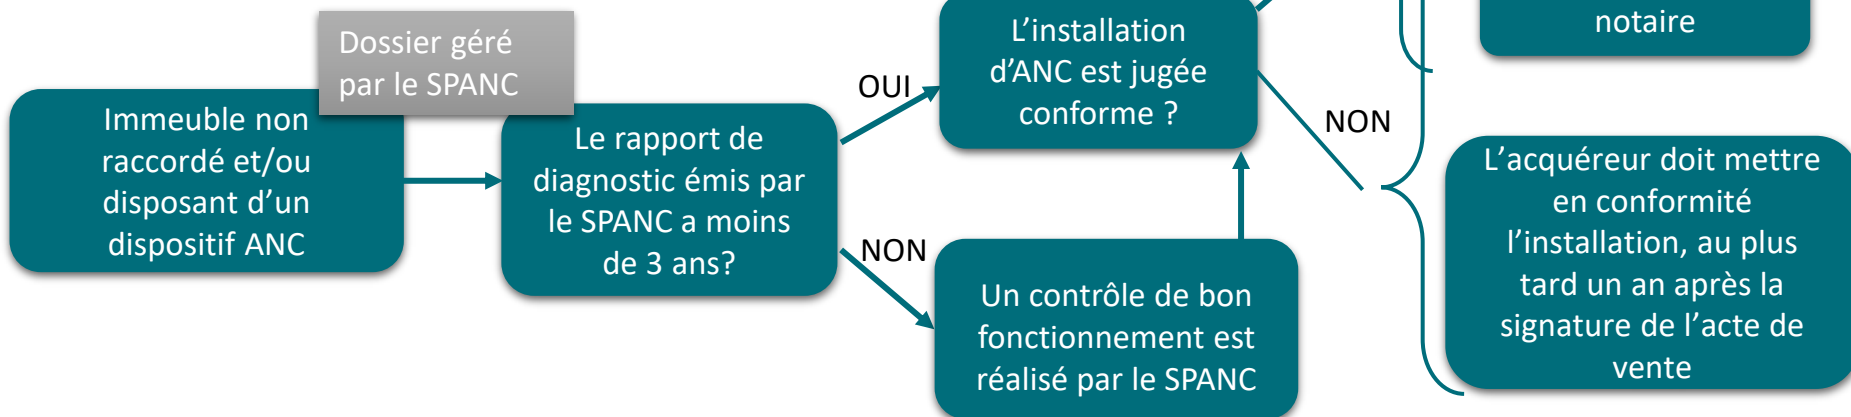 Dossier géré
par le SPANC
Immeuble non
raccordé et/ou
disposant d’un
dispositif ANC
Le rapport de
diagnostic émis par
le SPANC a moins
de 3 ans?
OUI
NON
L’installation
d’ANC est jugée
conforme ?
Un contrôle de bon
fonctionnement est
réalisé par le SPANC
NON
notaire
L’acquéreur doit mettre
en conformité
l’installation, au plus
tard un an après la
signature de l’acte de
vente